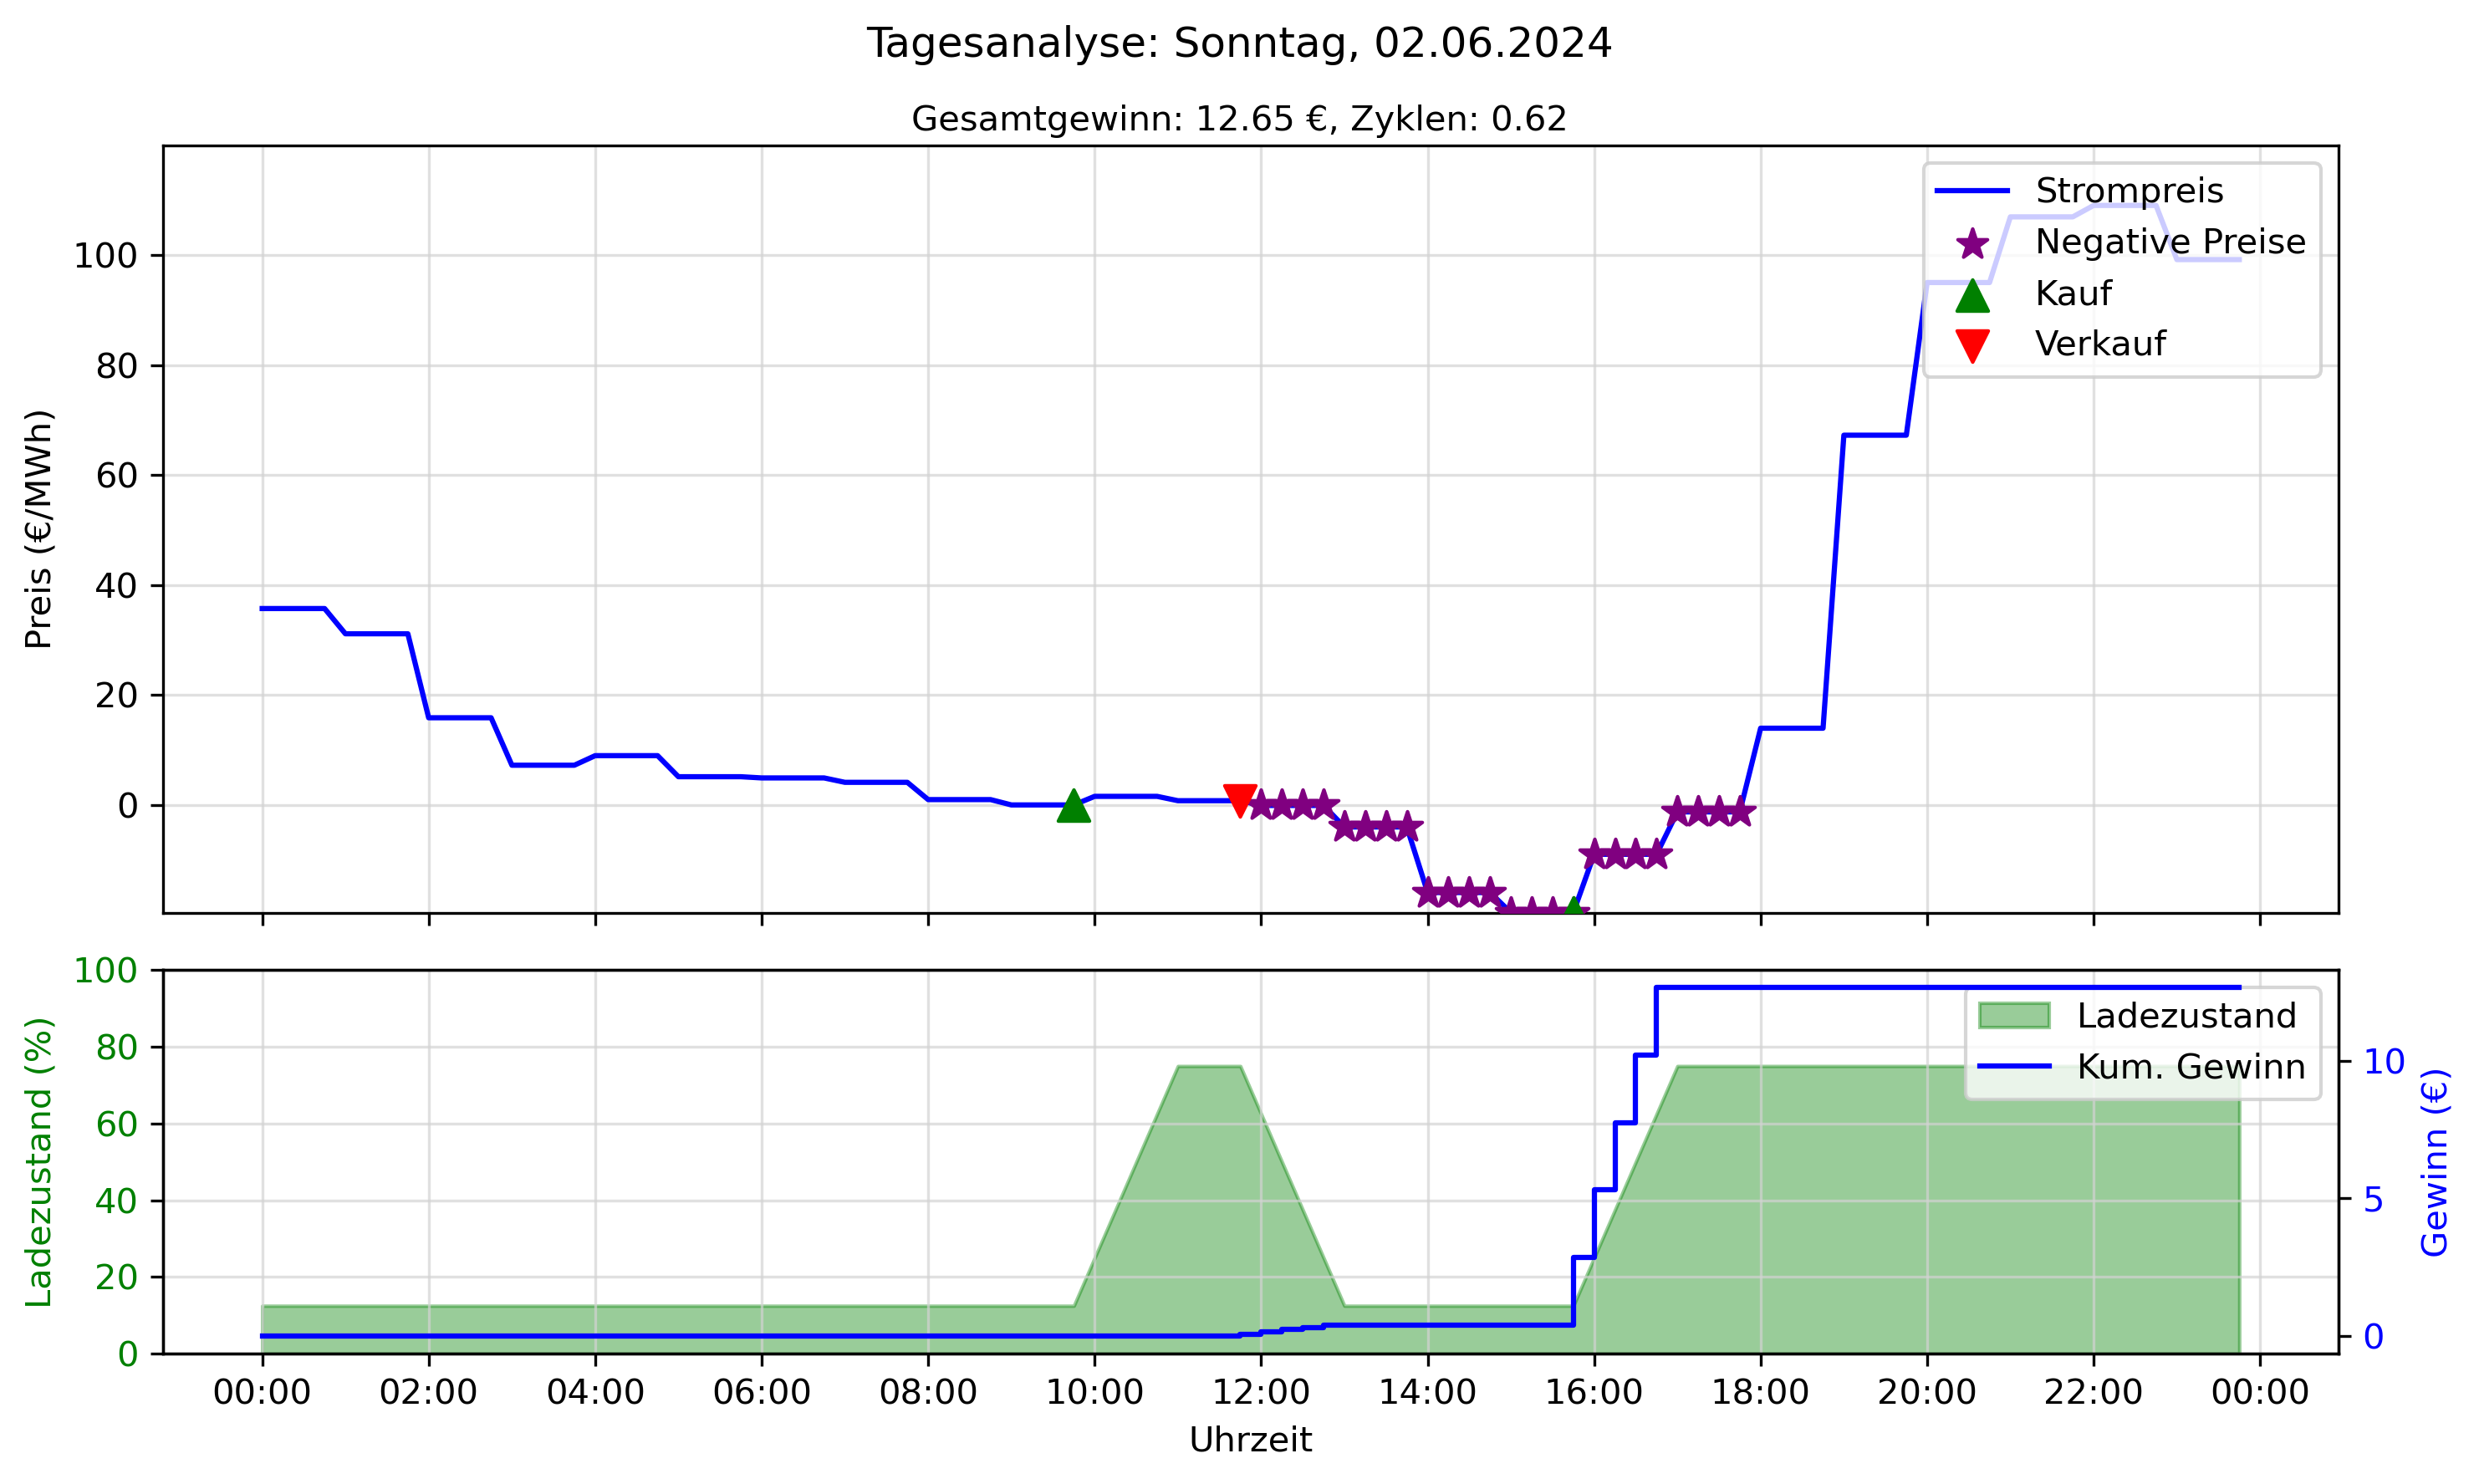 Tagesanalyse: Sonntag, 02.06.2024
Gesamtgewinn: 12.65 €, Zyklen: 0.62
Preis (€/MWh)
100
80
60
40
20
0
Strompreis
Negative Preise
Kauf
Verkauf
Ladezustand (%)
100
80
60
40
20
0
Ladezustand
Kum. Gewinn
10
5
0
Gewinn (€)
00:00 02:00 04:00 06:00 08:00 10:00 12:00 14:00 16:00 18:00 20:00 22:00 00:00
Uhrzeit